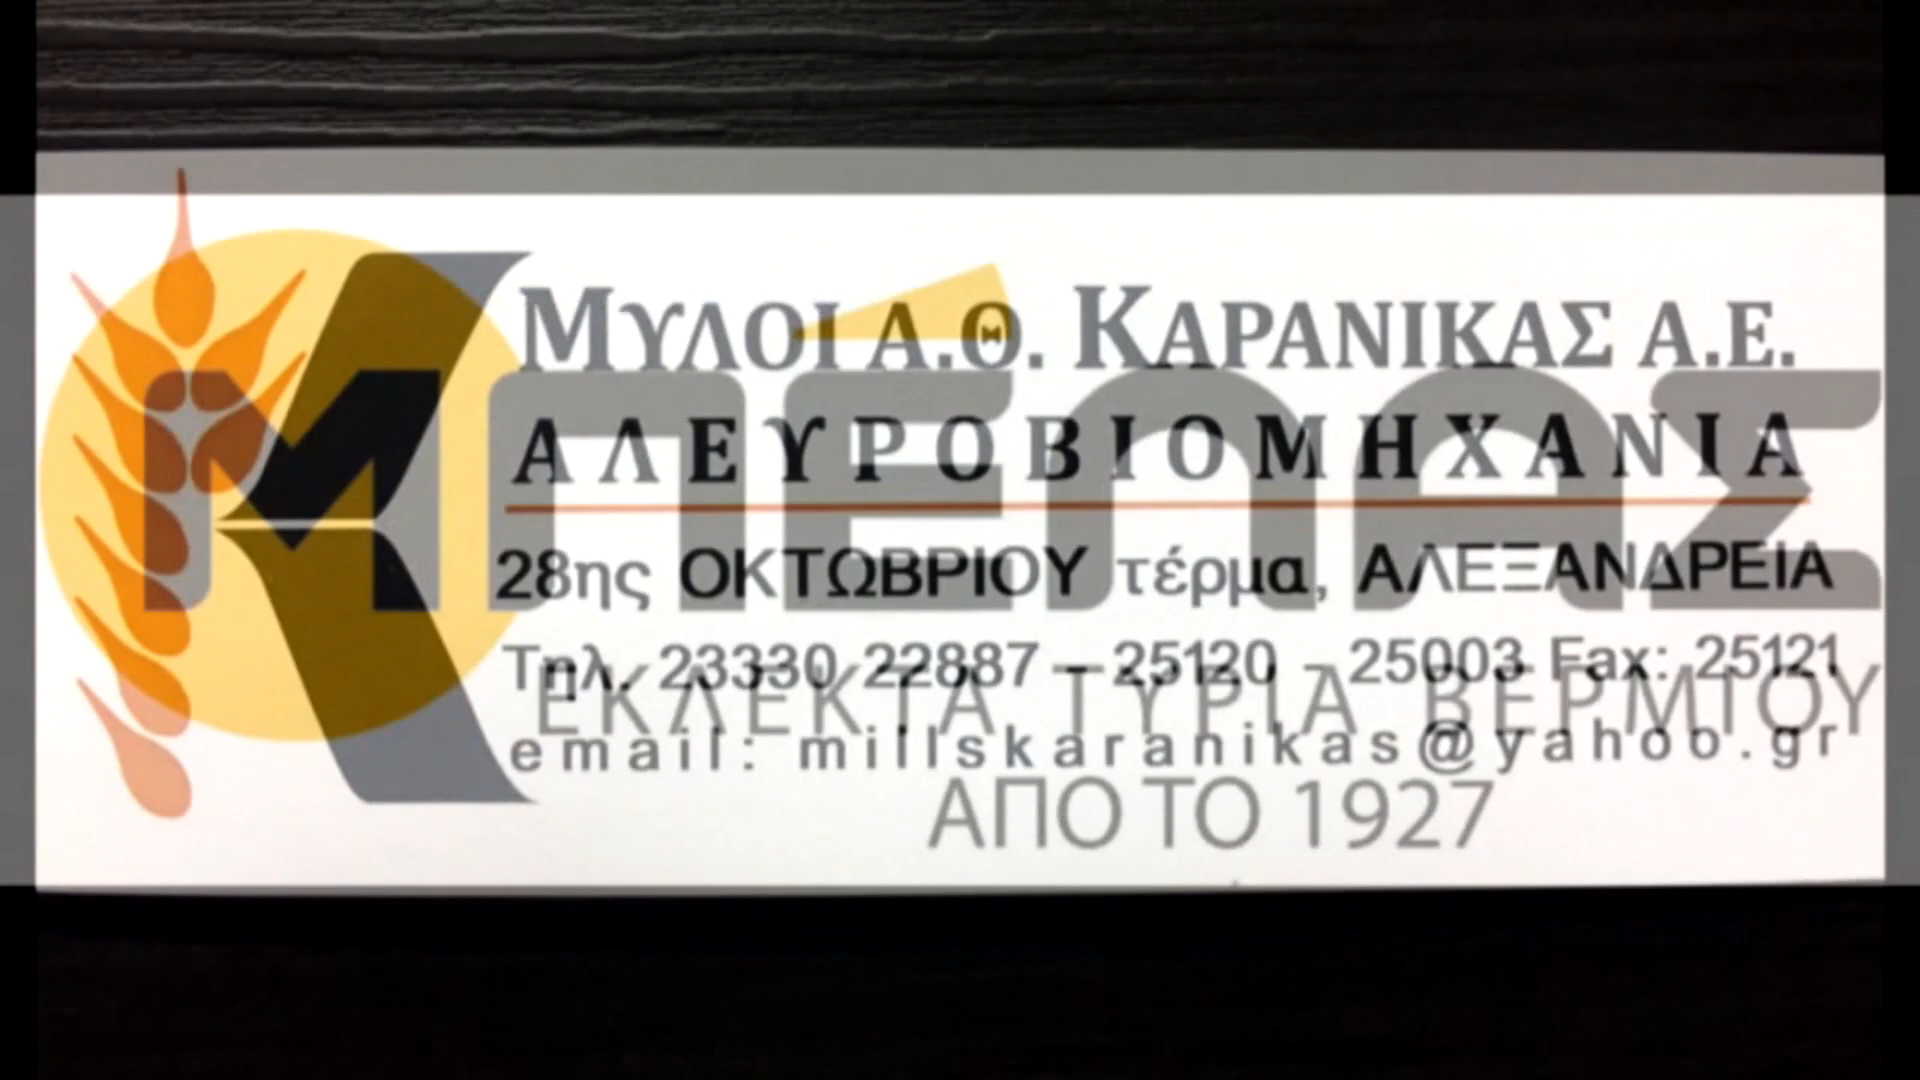 ΜΥΛΟΙ Α.Θ. ΚΑΡΑΝΙΚΑΣ Α.Ε.
ΜΠΕΛΑΣ
ΑΛΕΥΡΟΒΙΟΜΗΧΑΝΙΑ
28ης ΟΚΤΩΒΡΙΟΥ τέρμα, ΑΛΕΞΑΝΔΡΕΙΑ
Τηλ. 23330 22887 - 25120 - 25003 Fax: 25121
ΕΚΛΕΚΤΑ ΤΥΡΙΑ ΒΕΡΜΙΟΥ
email: millskaranikas@yahoo.gr
ΑΠΟ ΤΟ 1927